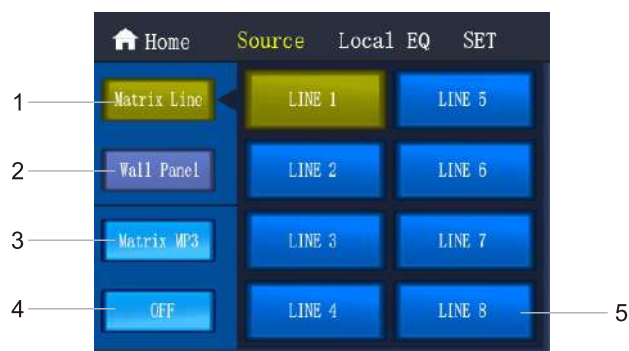 Home Source Local EQ SET
1 Matrix Line LINE 1 LINE 5
2 Wall Panel LINE 2 LINE 6
3 Matrix MP3 LINE 3 LINE 7
4 OFF LINE 4 LINE 8 5